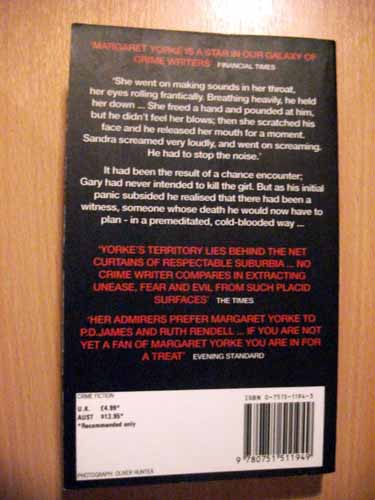 'MARGARET YORKE IS A STAR IN OUR GALAXY OF
CRIME WRITERS' FINANCIAL TIMES
'She went on making sounds in her throat,
her eyes rolling frantically. Breathing heavily, he held
her down ... She freed a hand and pounded at him,
but he didn't feel her blows; then she scratched his
face and he released her mouth for a moment.
Sandra screamed very loudly, and went on screaming.
He had to stop the noise.'
It had been the result of a chance encounter;
Gary had never intended to kill the girl. But as his initial
panic subsided he realised that there had been a
witness, someone whose death he would now have to
plan - in a premeditated, cold-blooded way ...
'YORKE'S TERRITORY LIES BEHIND THE NET
CURTAINS OF RESPECTABLE SUBURBIA ... NO
CRIME WRITER COMPARES IN EXTRACTING
UNEASE, FEAR AND EVIL FROM SUCH PLACID
SURFACES' THE TIMES
'HER ADMIRERS PREFER MARGARET YORKE TO
P.D.JAMES AND RUTH RENDELL ... IF YOU ARE NOT
YET A FAN OF MARGARET YORKE YOU ARE IN FOR
A TREAT' EVENING STANDARD
CRIME FICTION
U.K. £4.99*
AUST $12.95*
*Recommended only
ISBN 0-7515-1194-3
9 780751 511949
PHOTOGRAPH: OLIVER HUNTER